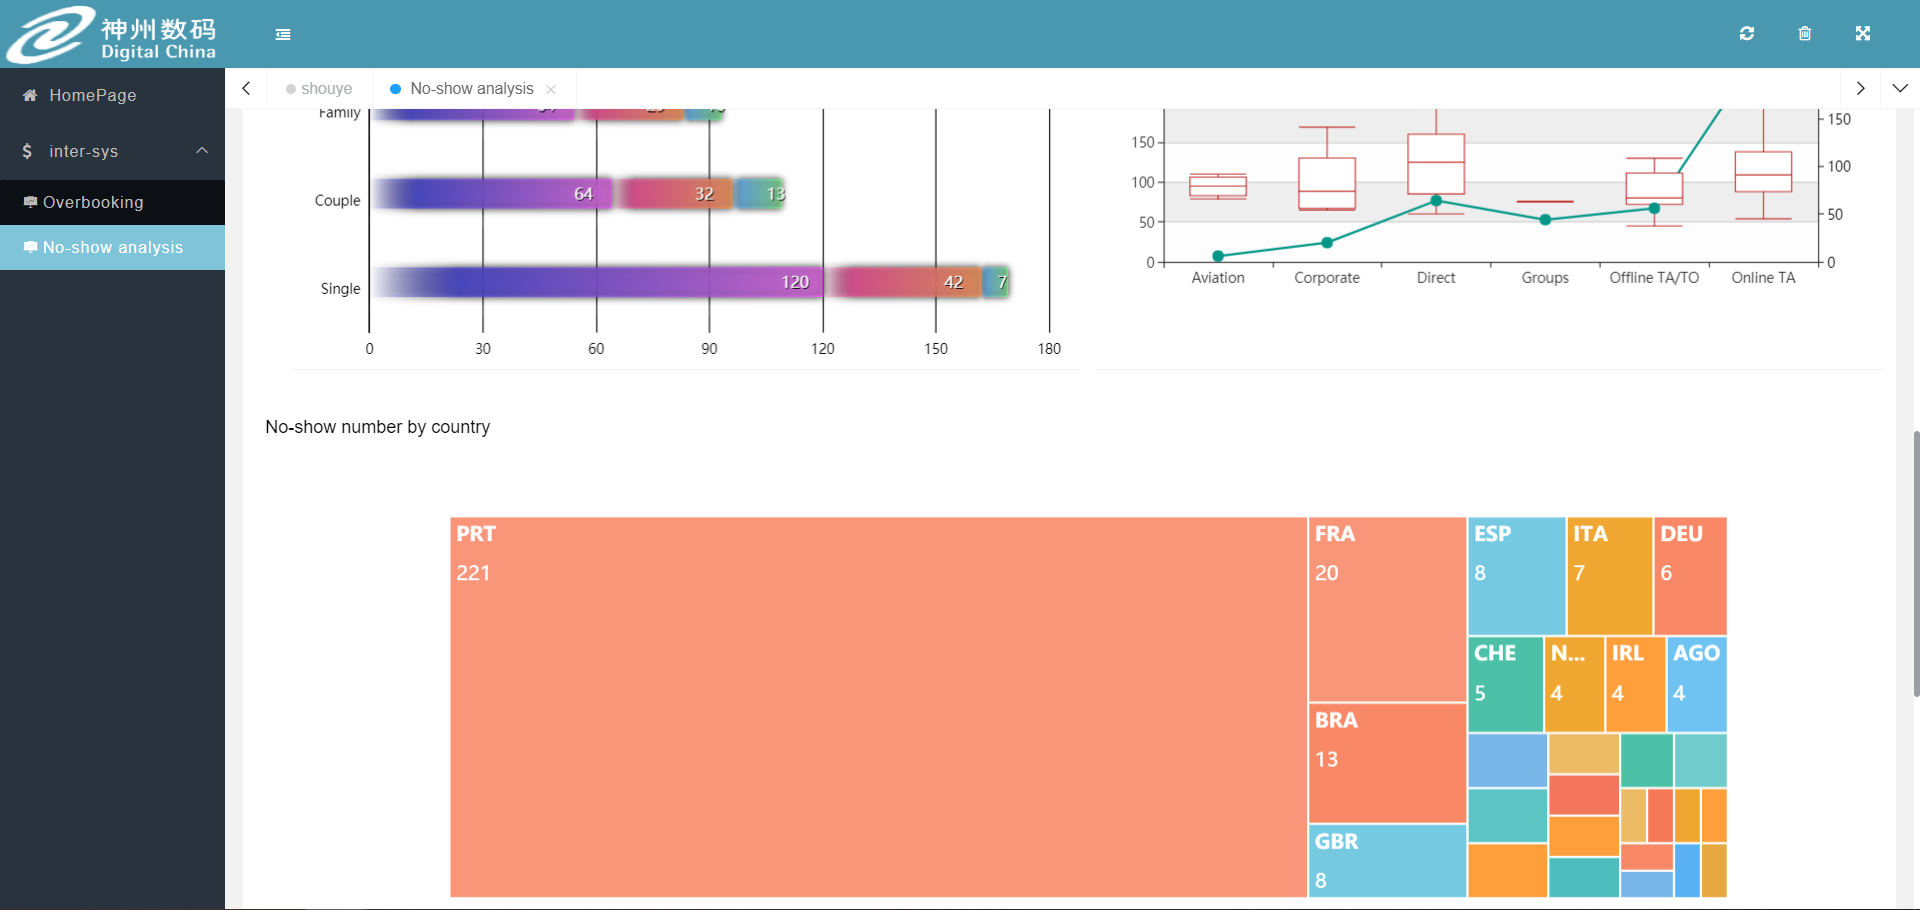 神州数码
Digital China
HomePage
inter-sys
Overbooking
No-show analysis
shouye
No-show analysis
Family
Couple
64
32
13
Single
120
42
7
0
30
60
90
120
150
180
150
100
50
0
150
100
50
0
Aviation
Corporate
Direct
Groups
Offline TA/TO
Online TA
No-show number by country
PRT
221
FRA
20
BRA
13
GBR
8
ESP
8
ITA
7
DEU
6
CHE
5
N...
4
IRL
4
AGO
4